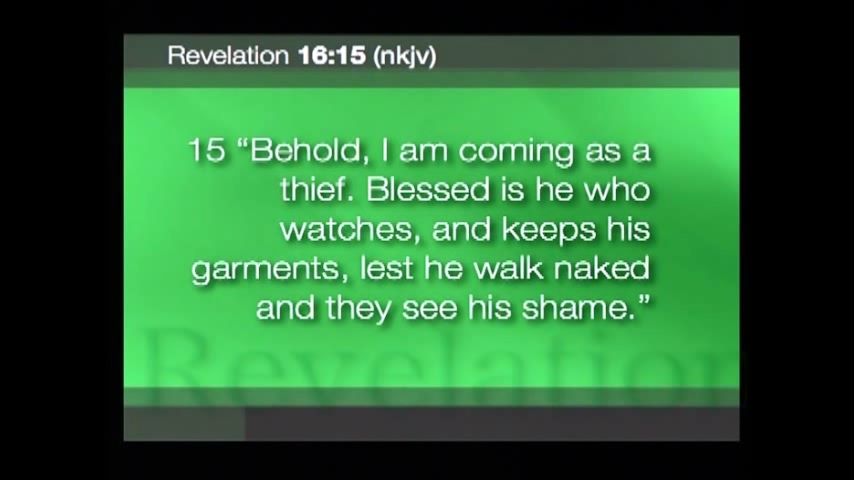 Revelation 16:15 (nkjv)
15 “Behold, I am coming as a
thief. Blessed is he who
watches, and keeps his
garments, lest he walk naked
and they see his shame.”
Revelation